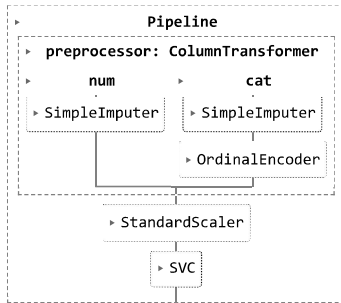 Pipeline
preprocessor: ColumnTransformer
num cat
SimpleImputer SimpleImputer
OrdinalEncoder
StandardScaler
SVC